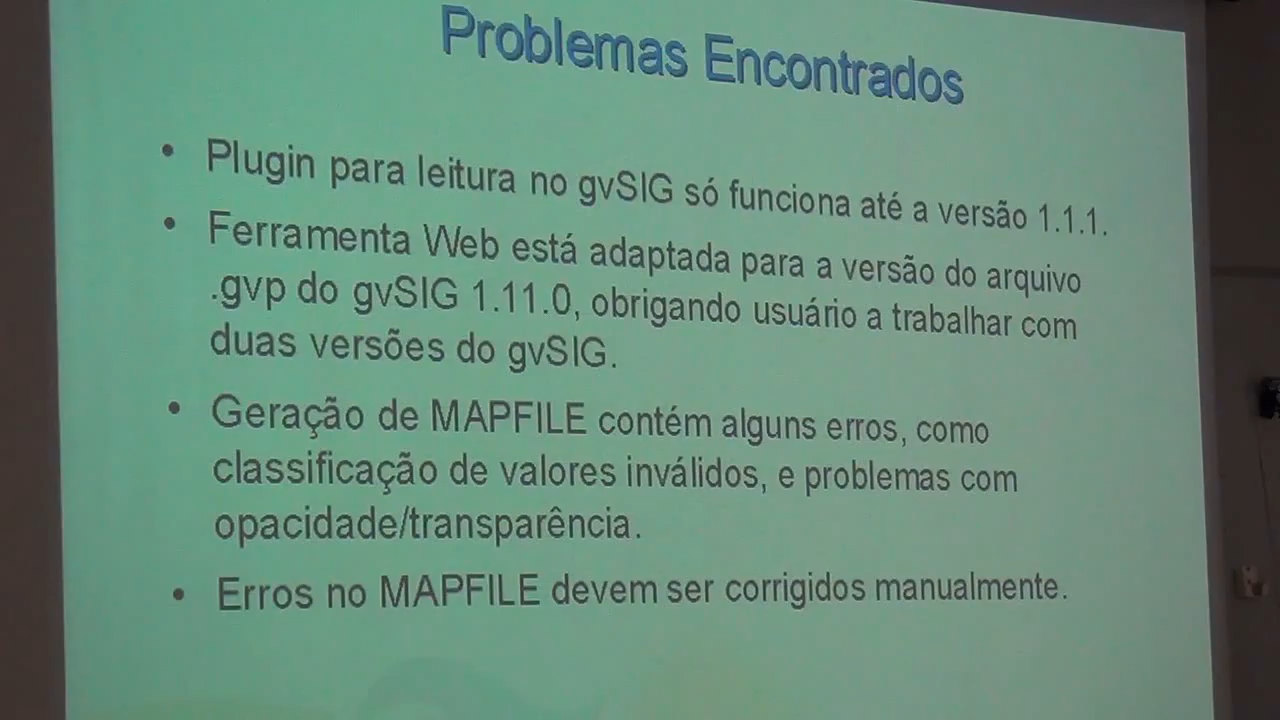 Problemas Encontrados
• Plugin para leitura no gvSIG só funciona até a versão 1.1.1.
• Ferramenta Web está adaptada para a versão do arquivo
.gvp do gvSIG 1.11.0, obrigando usuário a trabalhar com
duas versões do gvSIG.
• Geração de MAPFILE contém alguns erros, como
classificação de valores inválidos, e problemas com
opacidade/transparência.
• Erros no MAPFILE devem ser corrigidos manualmente.